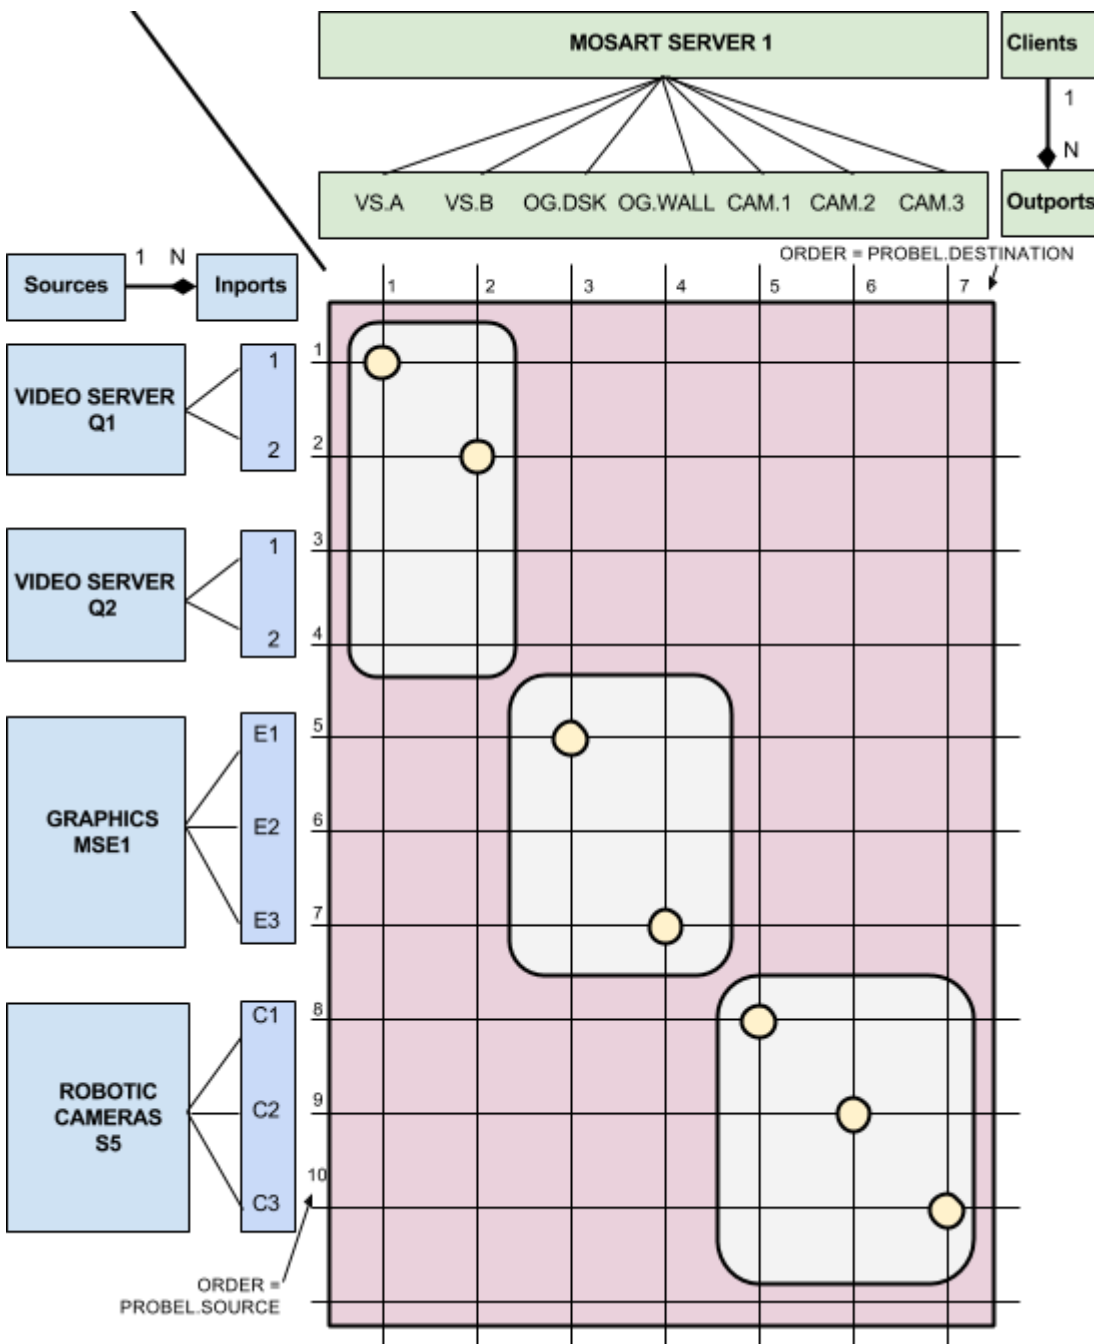 MOSART SERVER 1
Clients
1
N
VS.A VS.B OG.DSK OG.WALL CAM.1 CAM.2 CAM.3
Outports
ORDER = PROBEL.DESTINATION
1 N
Sources
Inports
1 2 3 4 5 6 7
VIDEO SERVER
Q1
1
2
1
2
VIDEO SERVER
Q2
1
2
3
4
GRAPHICS
MSE1
E1
E2
E3
5
6
7
ROBOTIC
CAMERAS
S5
C1
C2
C3
8
9
10
ORDER =
PROBEL.SOURCE